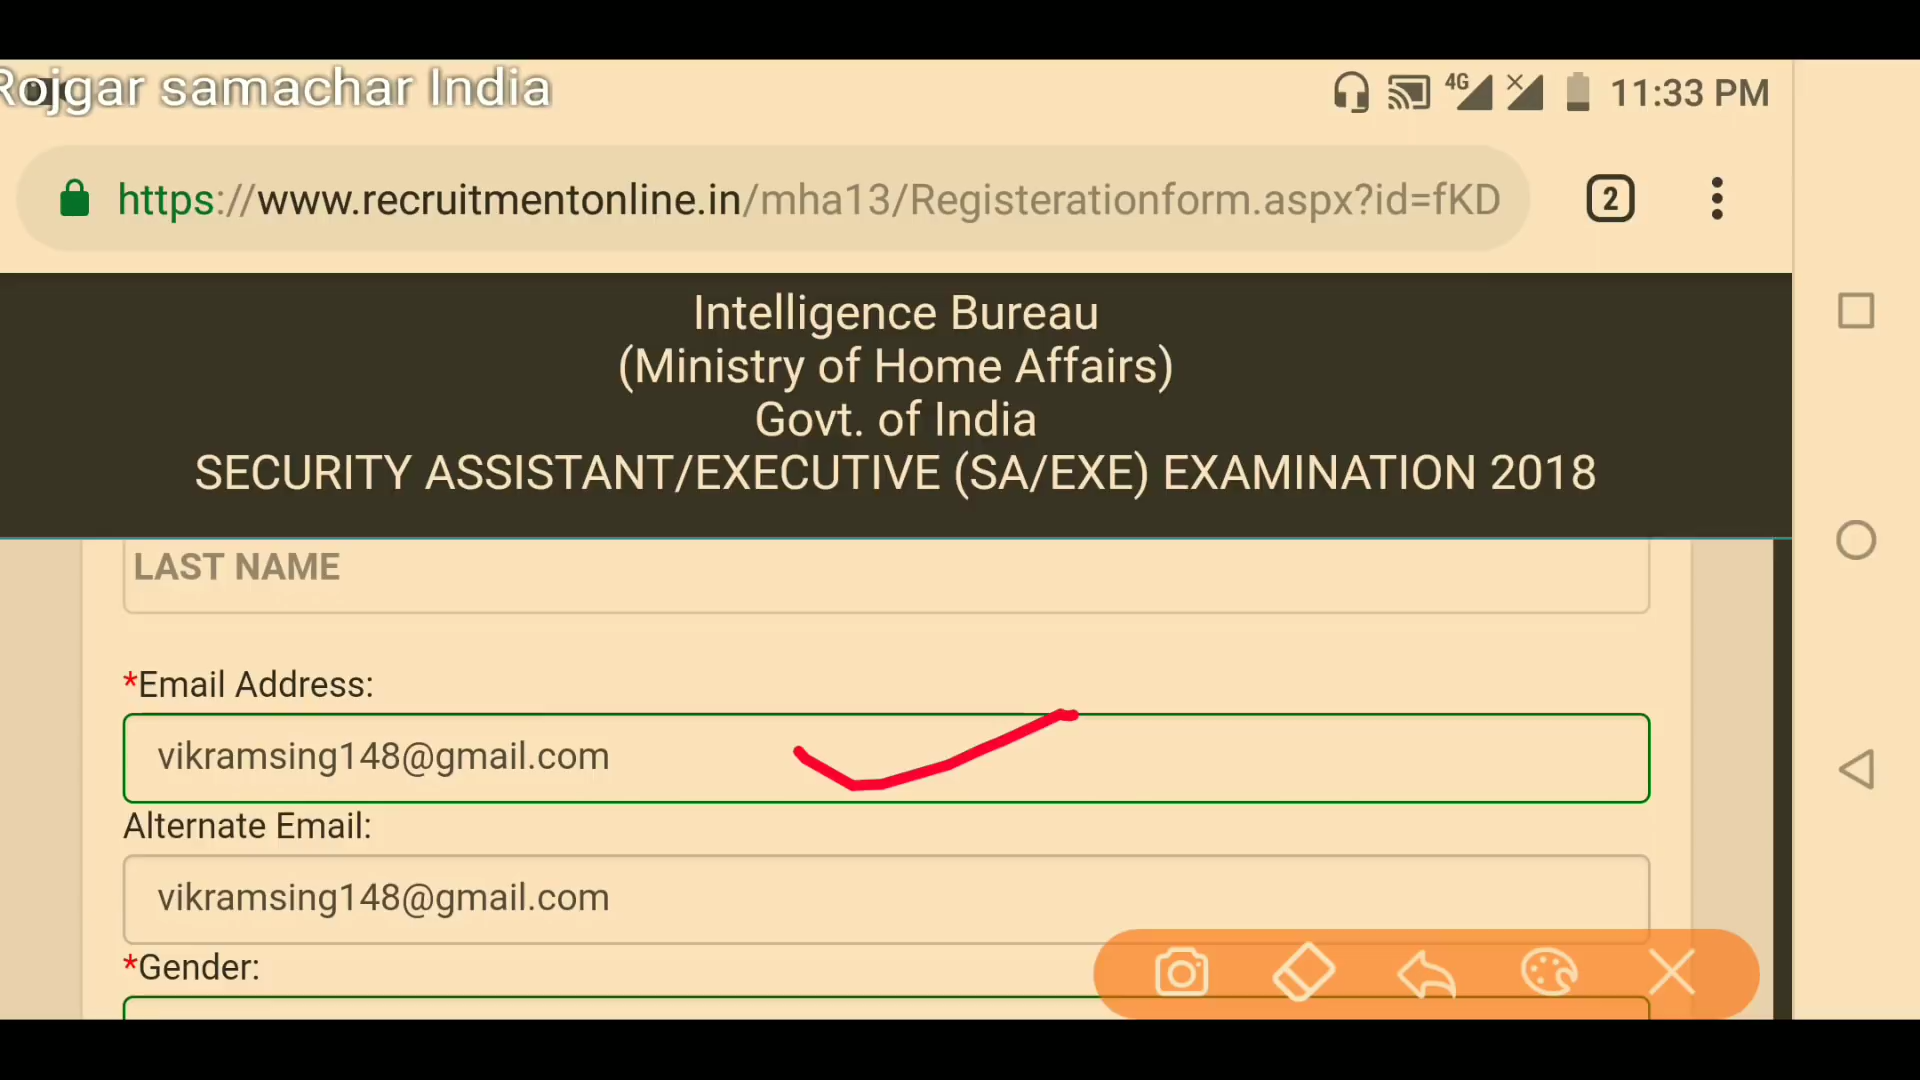 Rojgar samachar India
4G 11:33 PM
https://www.recruitmentonline.in/mha13/Registerationform.aspx?id=fKD
2
Intelligence Bureau
(Ministry of Home Affairs)
Govt. of India
SECURITY ASSISTANT/EXECUTIVE (SA/EXE) EXAMINATION 2018
LAST NAME
*Email Address:
vikramsing148@gmail.com
Alternate Email:
vikramsing148@gmail.com
*Gender: